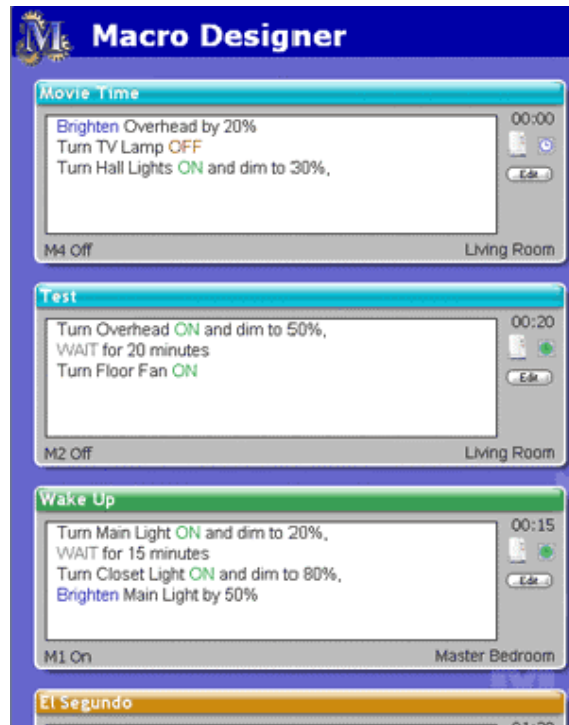 Macro Designer
Movie Time
Brighten Overhead by 20%
Turn TV Lamp OFF
Turn Hall Lights ON and dim to 30%,
00:00
Edit
M4 Off
Living Room
Test
Turn Overhead ON and dim to 50%,
WAIT for 20 minutes
Turn Floor Fan ON
00:20
Edit
M2 Off
Living Room
Wake Up
Turn Main Light ON and dim to 20%,
WAIT for 15 minutes
Turn Closet Light ON and dim to 80%,
Brighten Main Light by 50%
00:15
Edit
M1 On
Master Bedroom
El Segundo